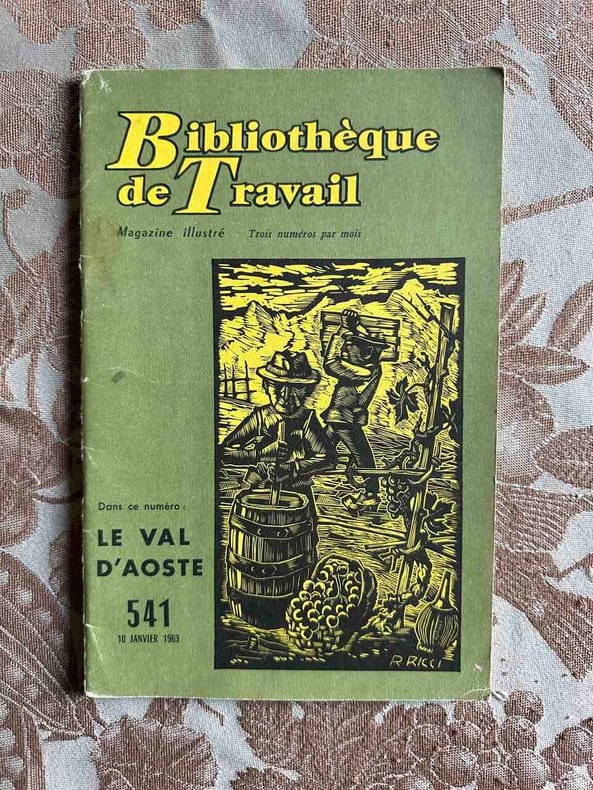 Bibliothèque
de Travail
Magazine illustré Trois numéros par mois
Dans ce numéro :
LE VAL
D'AOSTE
541
10 JANVIER 1963
R. RICCI